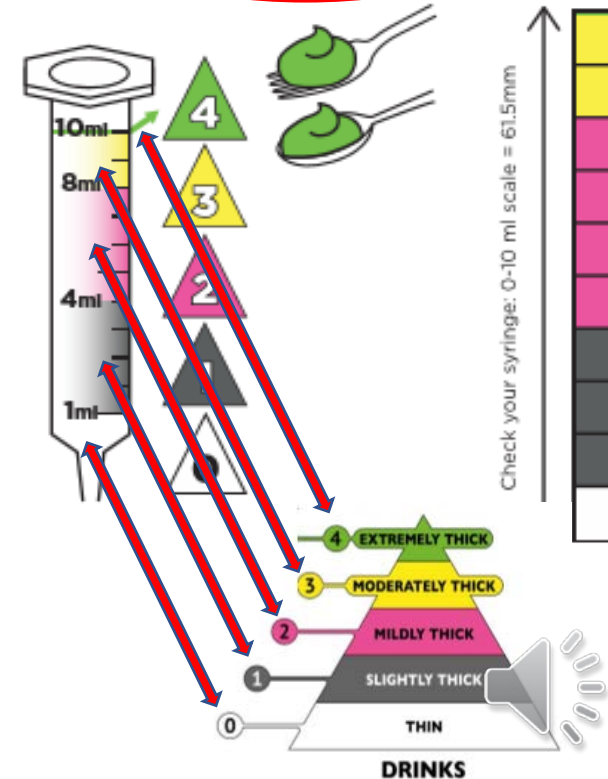 10ml
8ml
4ml
1ml
4
3
2
1
0
Check your syringe: 0-10 ml scale = 61.5mm
4 EXTREMELY THICK
3 MODERATELY THICK
2 MILDLY THICK
1 SLIGHTLY THICK
0 THIN
DRINKS